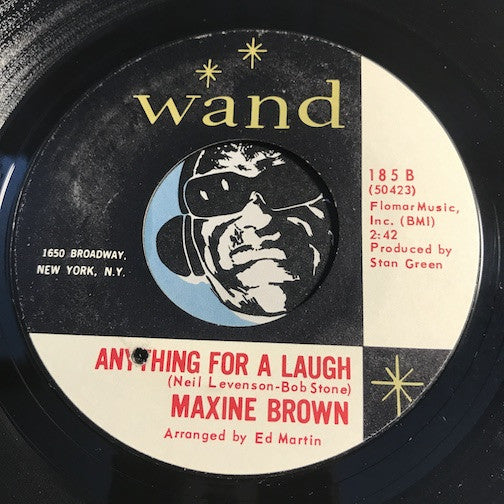 wand
185 B
(50423)
Flomar Music,
Inc. (BMI)
2:42
Produced by
Stan Green
1650 BROADWAY,
NEW YORK, N.Y.
ANYTHING FOR A LAUGH
(Neil Levenson-Bob Stone)
MAXINE BROWN
Arranged by Ed Martin